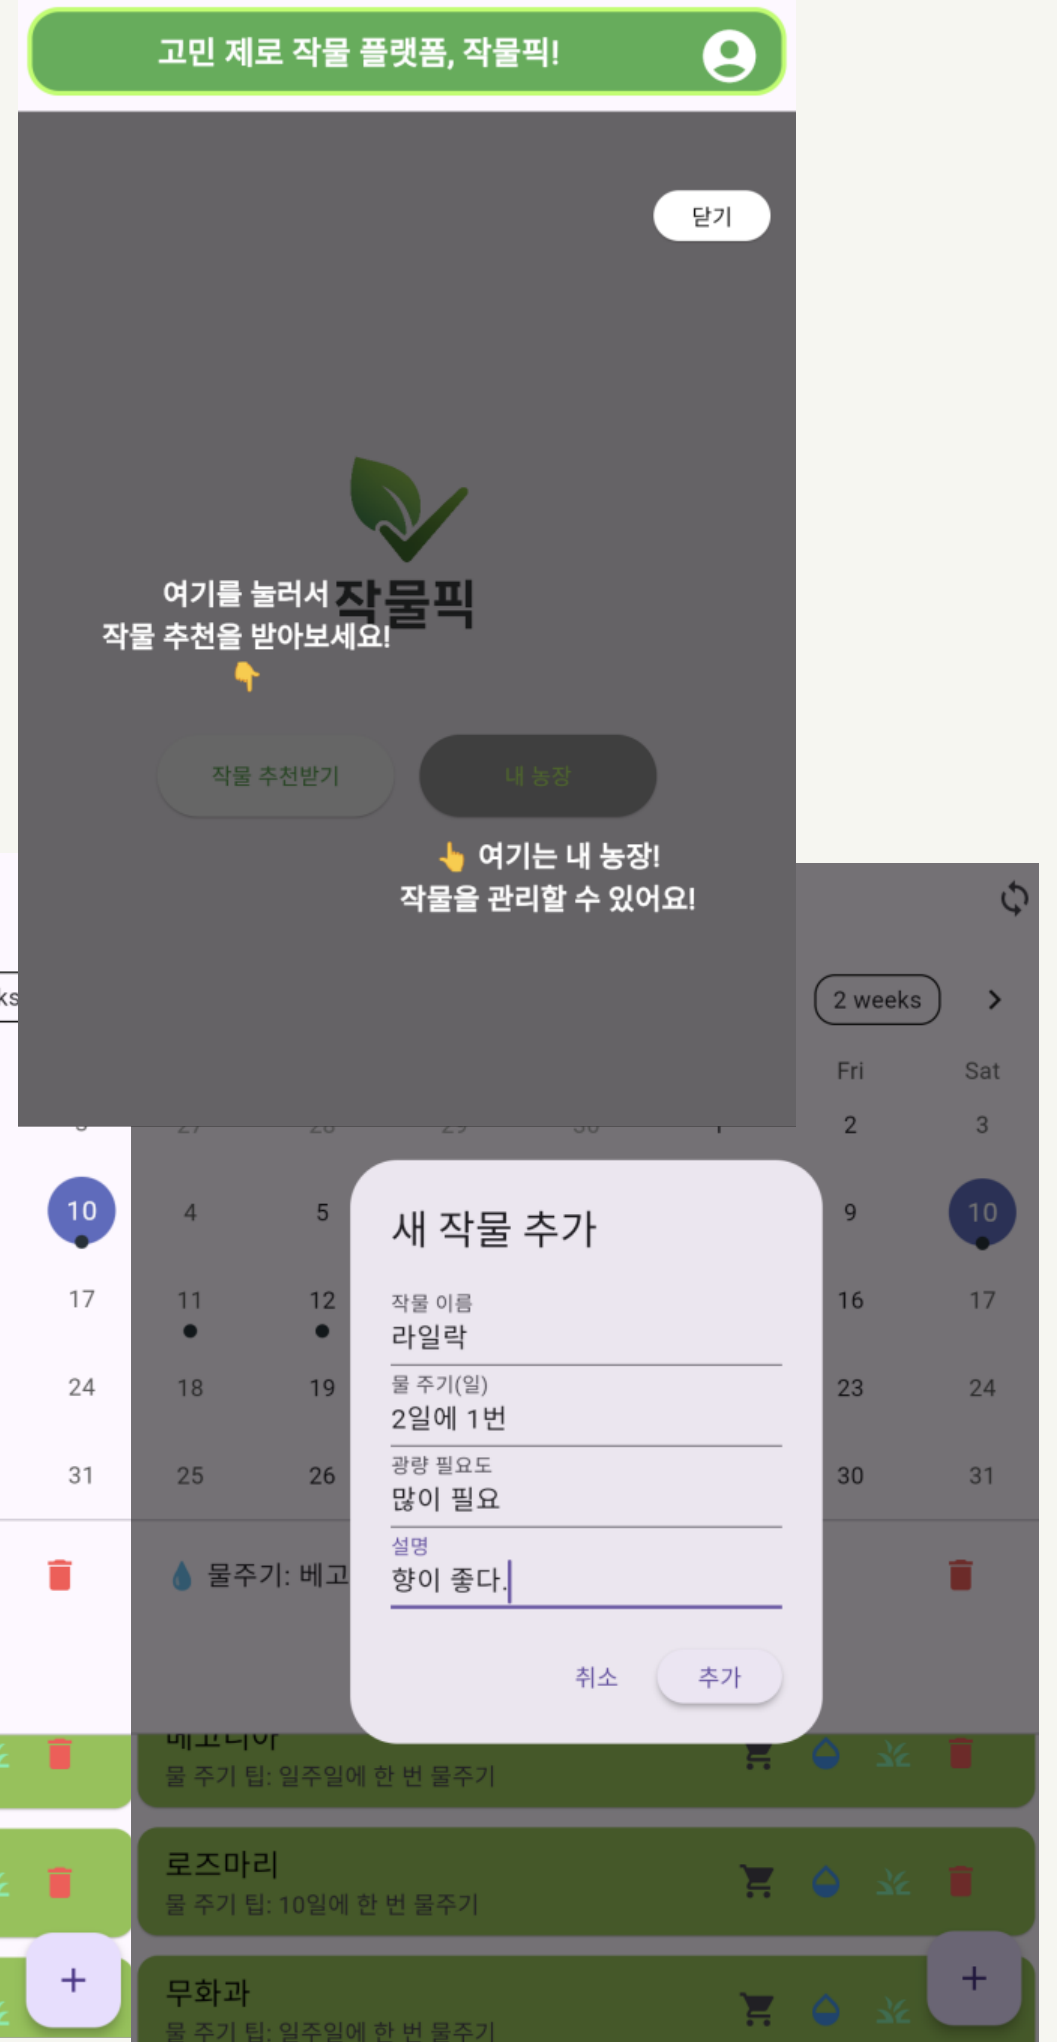 고민 제로 작물 플랫폼, 작물픽!
닫기
작물픽
여기를 눌러서
작물 추천을 받아보세요!
작물 추천받기
내 농장
여기는 내 농장!
작물을 관리할 수 있어요!
2 weeks
Fri Sat
27 28 29 30 1 2 3
10 4 5 9 10
17 11 12 16 17
24 18 19 23 24
31 25 26 30 31
새 작물 추가
작물 이름
라일락
물 주기(일)
2일에 1번
광량 필요도
많이 필요
설명
향이 좋다.
취소 추가
물주기: 베고
베고니아
물 주기 팁: 일주일에 한 번 물주기
로즈마리
물 주기 팁: 10일에 한 번 물주기
무화과
물 주기 팁: 일주일에 한 번 물주기
+ +